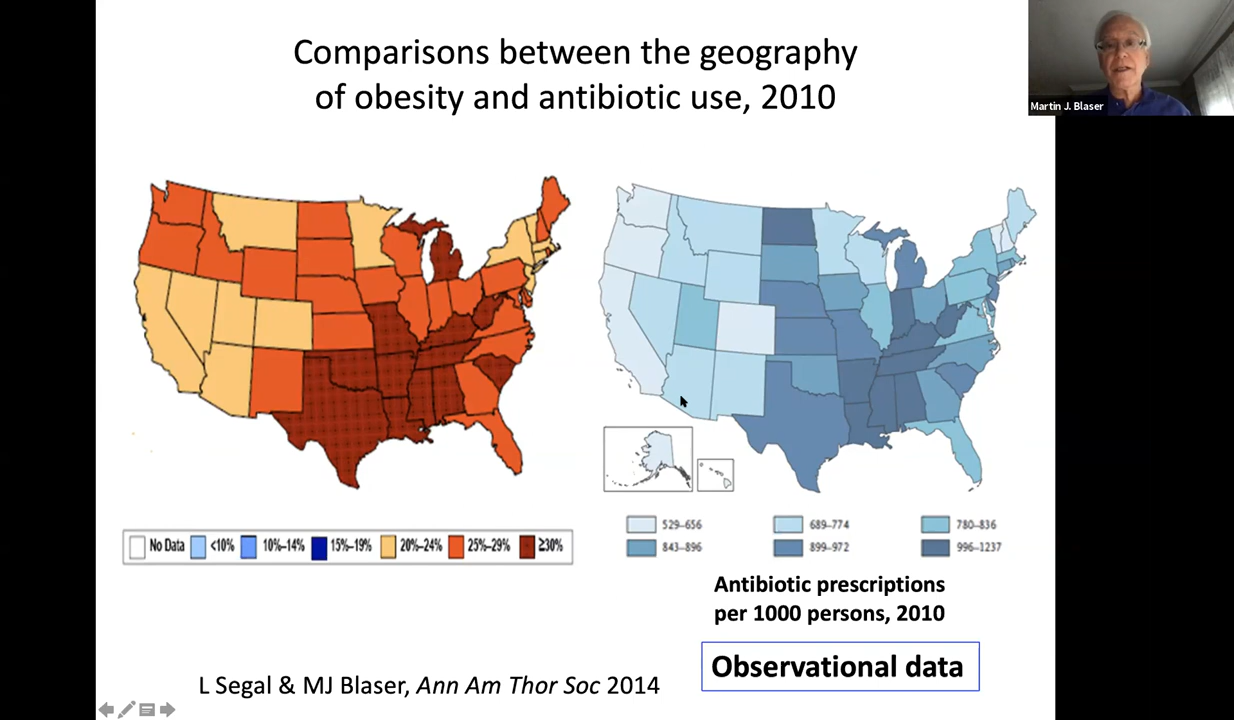 Comparisons between the geography
of obesity and antibiotic use, 2010
Martin J. Blaser
No Data <10% 10%–14% 15%–19% 20%–24% 25%–29% ≥30%
529–656 689–774 780–836
843–896 899–972 996–1237
Antibiotic prescriptions
per 1000 persons, 2010
Observational data
L Segal & MJ Blaser, Ann Am Thor Soc 2014